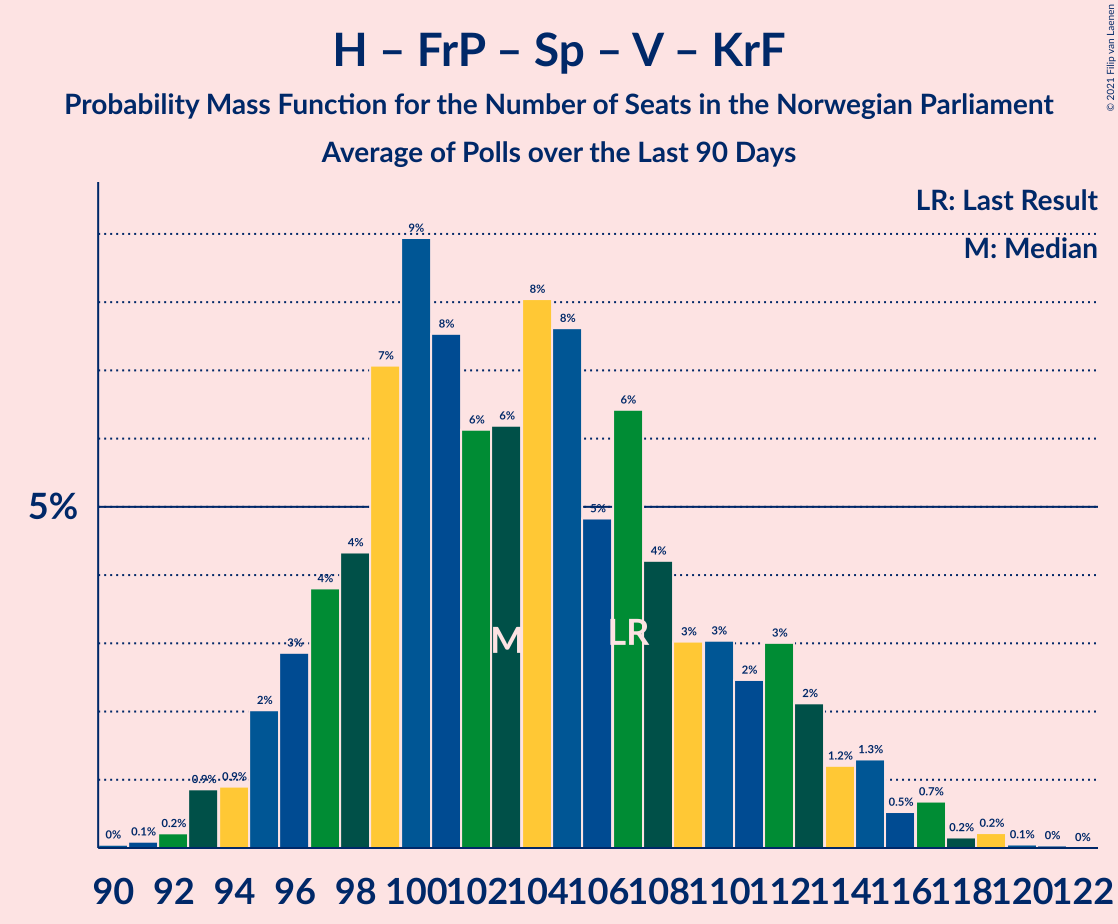 H – FrP – Sp – V – KrF
Probability Mass Function for the Number of Seats in the Norwegian Parliament
Average of Polls over the Last 90 Days
© 2021 Filip van Laenen
LR: Last Result
M: Median
5%
0% 0.1% 0.2% 0.9% 0.9% 2% 3% 4% 4% 7% 9% 8% 6% 6% 8% 8% 5% 6% 4% 3% 3% 2% 3% 2% 1.2% 1.3% 0.5% 0.7% 0.2% 0.2% 0.1% 0% 0%
M LR
90 92 94 96 98 100 102 104 106 108 110 112 114 116 118 120 122